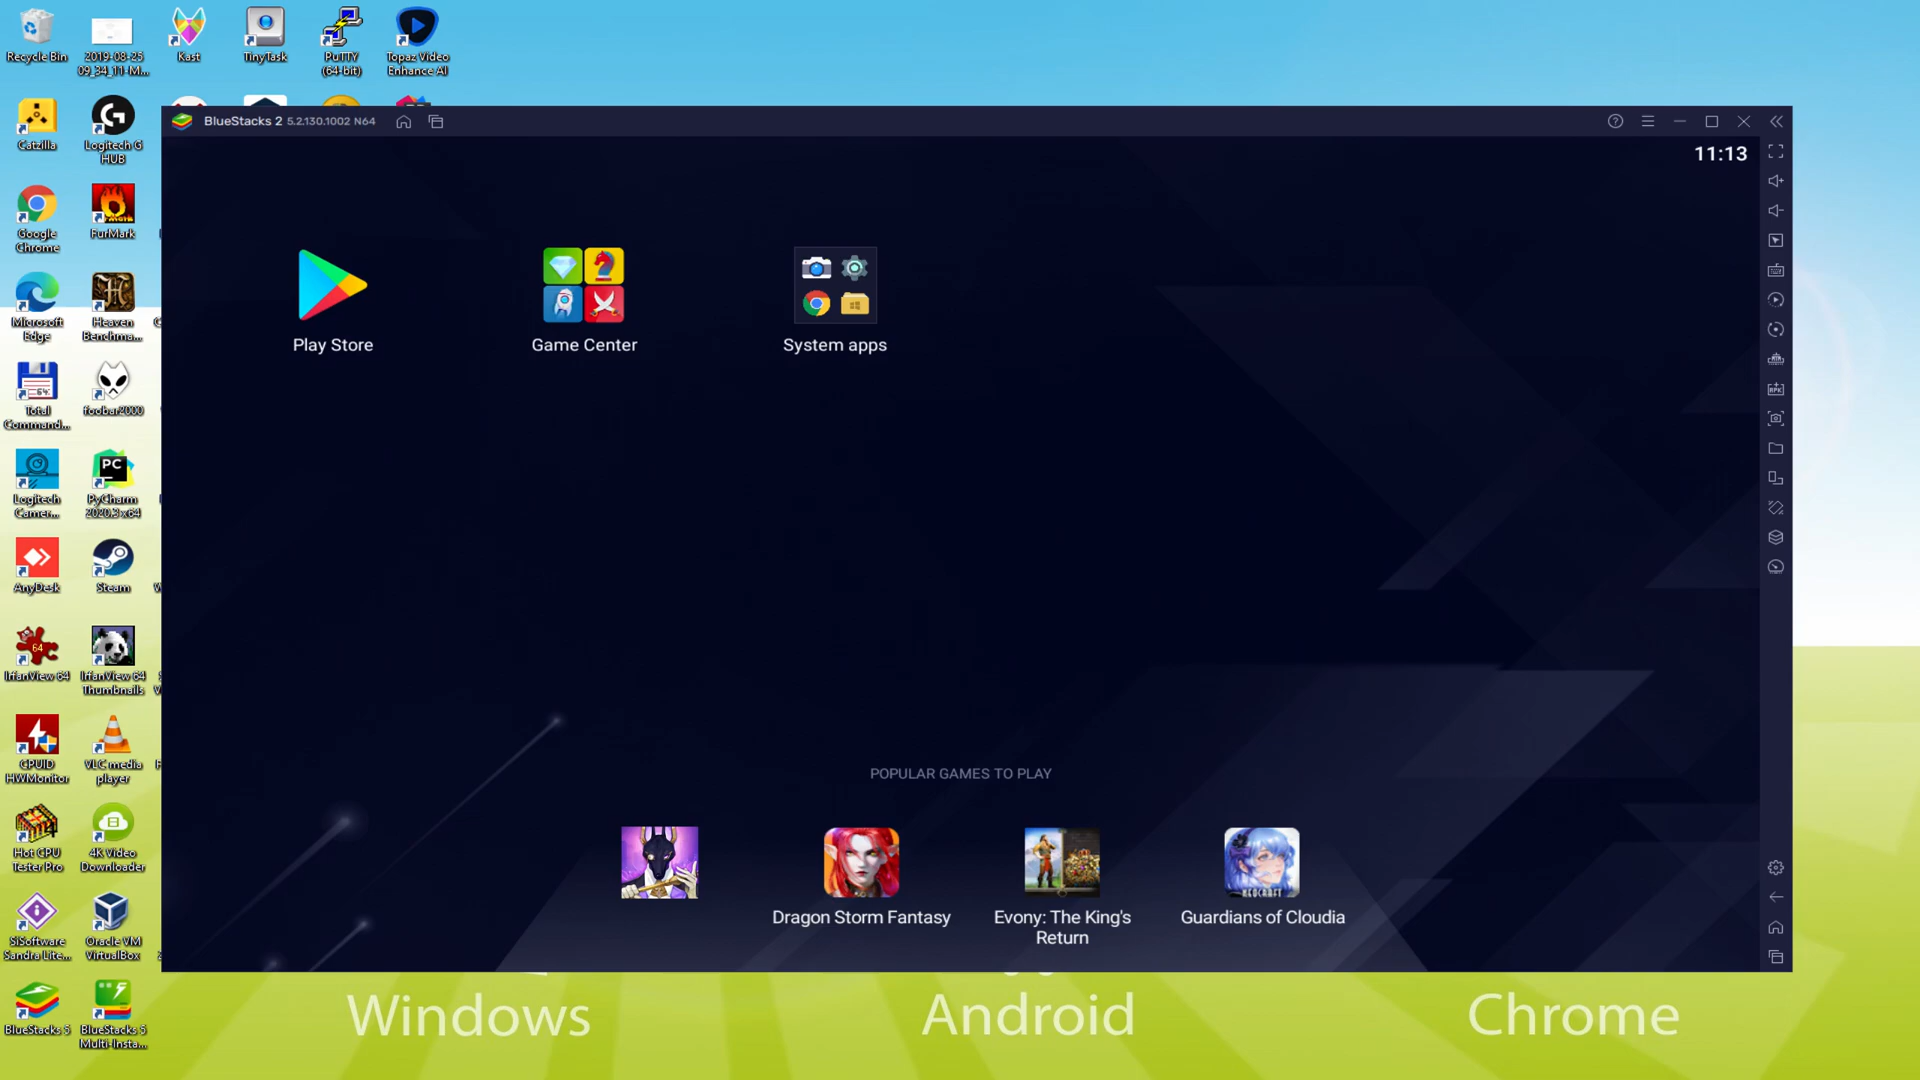 Recycle Bin
2019-08-25
09_34_11-M...
Kast
TinyTask
PuTTY
(64-bit)
Topaz Video
Enhance AI
Catzilla
Logitech G
HUB
Google
Chrome
FurMark
Microsoft
Edge
Heaven
Benchma...
Total
Command...
foobar2000
Logitech
Camer...
PC
PyCharm
2020.3 x64
AnyDesk
Steam
64
IrfanView 64
IrfanView 64
Thumbnails
CPUID
HWMonitor
VLC media
player
Hot CPU
Tester Pro
4K Video
Downloader
SiSoftware
Sandra Lite...
Oracle VM
VirtualBox
BlueStacks 5
BlueStacks 5
Multi-Insta...
BlueStacks 2 5.2.130.1002 N64
11:13
Play Store
Game Center
System apps
POPULAR GAMES TO PLAY
NEOCRAFT
Dragon Storm Fantasy
Evony: The King's
Return
Guardians of Cloudia
Windows
Android
Chrome